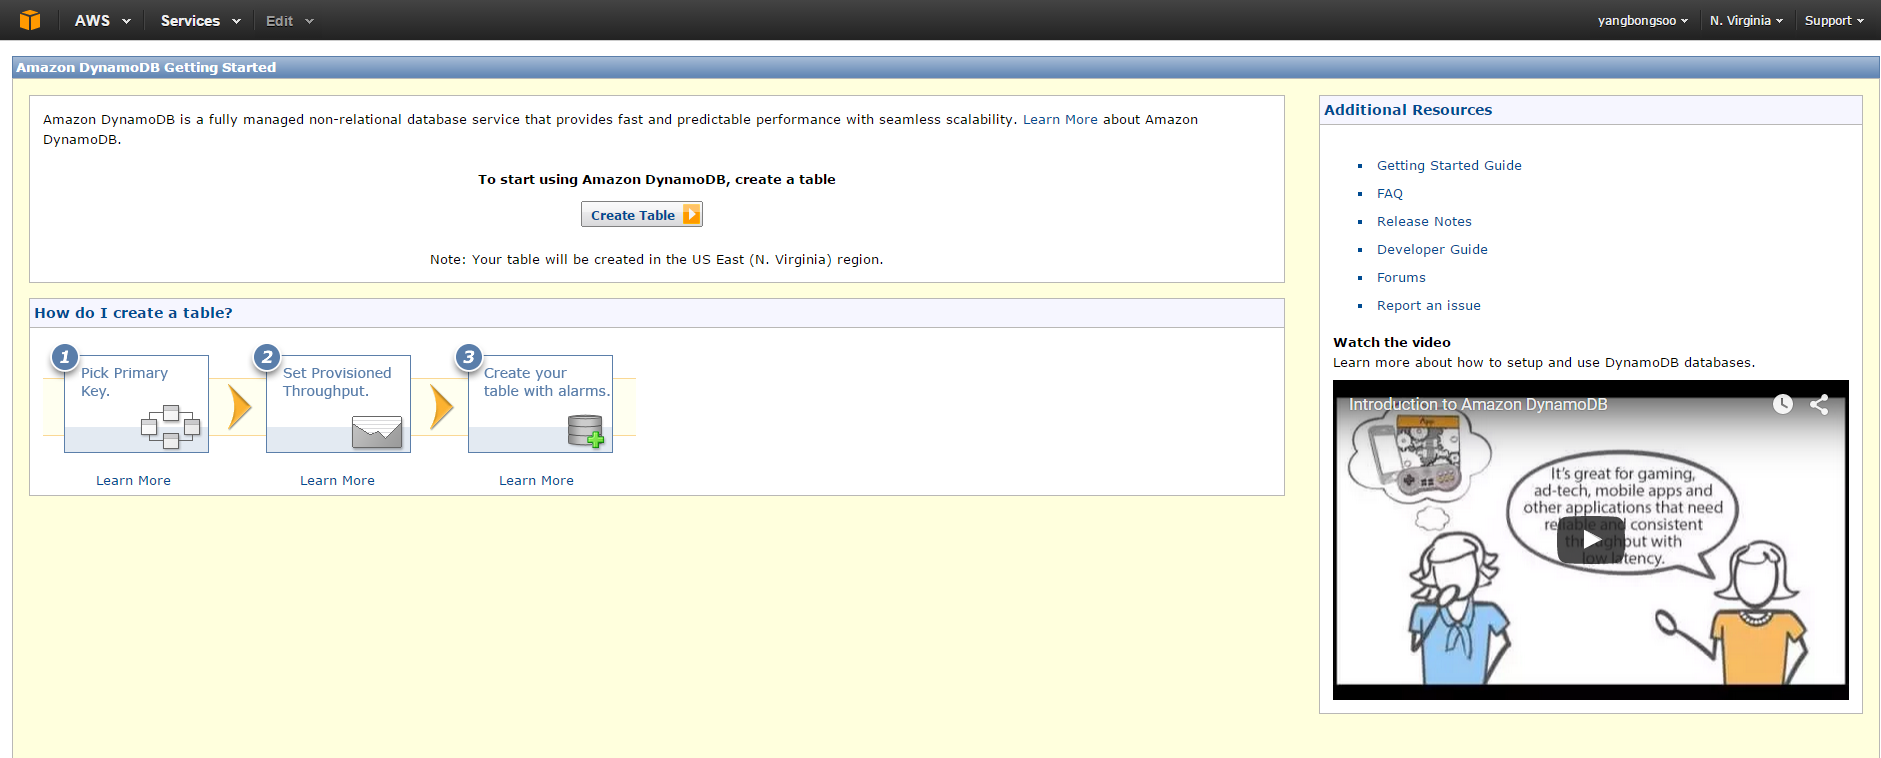 AWS Services Edit yangbongsoo N. Virginia Support
Amazon DynamoDB Getting Started
Amazon DynamoDB is a fully managed non-relational database service that provides fast and predictable performance with seamless scalability. Learn More about Amazon
DynamoDB.
To start using Amazon DynamoDB, create a table
Create Table
Note: Your table will be created in the US East (N. Virginia) region.
How do I create a table?
1
Pick Primary
Key.
Learn More
2
Set Provisioned
Throughput.
Learn More
3
Create your
table with alarms.
Learn More
Additional Resources
Getting Started Guide
FAQ
Release Notes
Developer Guide
Forums
Report an issue
Watch the video
Learn more about how to setup and use DynamoDB databases.
Introduction to Amazon DynamoDB
App
It's great for gaming,
ad-tech, mobile apps and
other applications that need
reliable and consistent
throughput with
low latency.